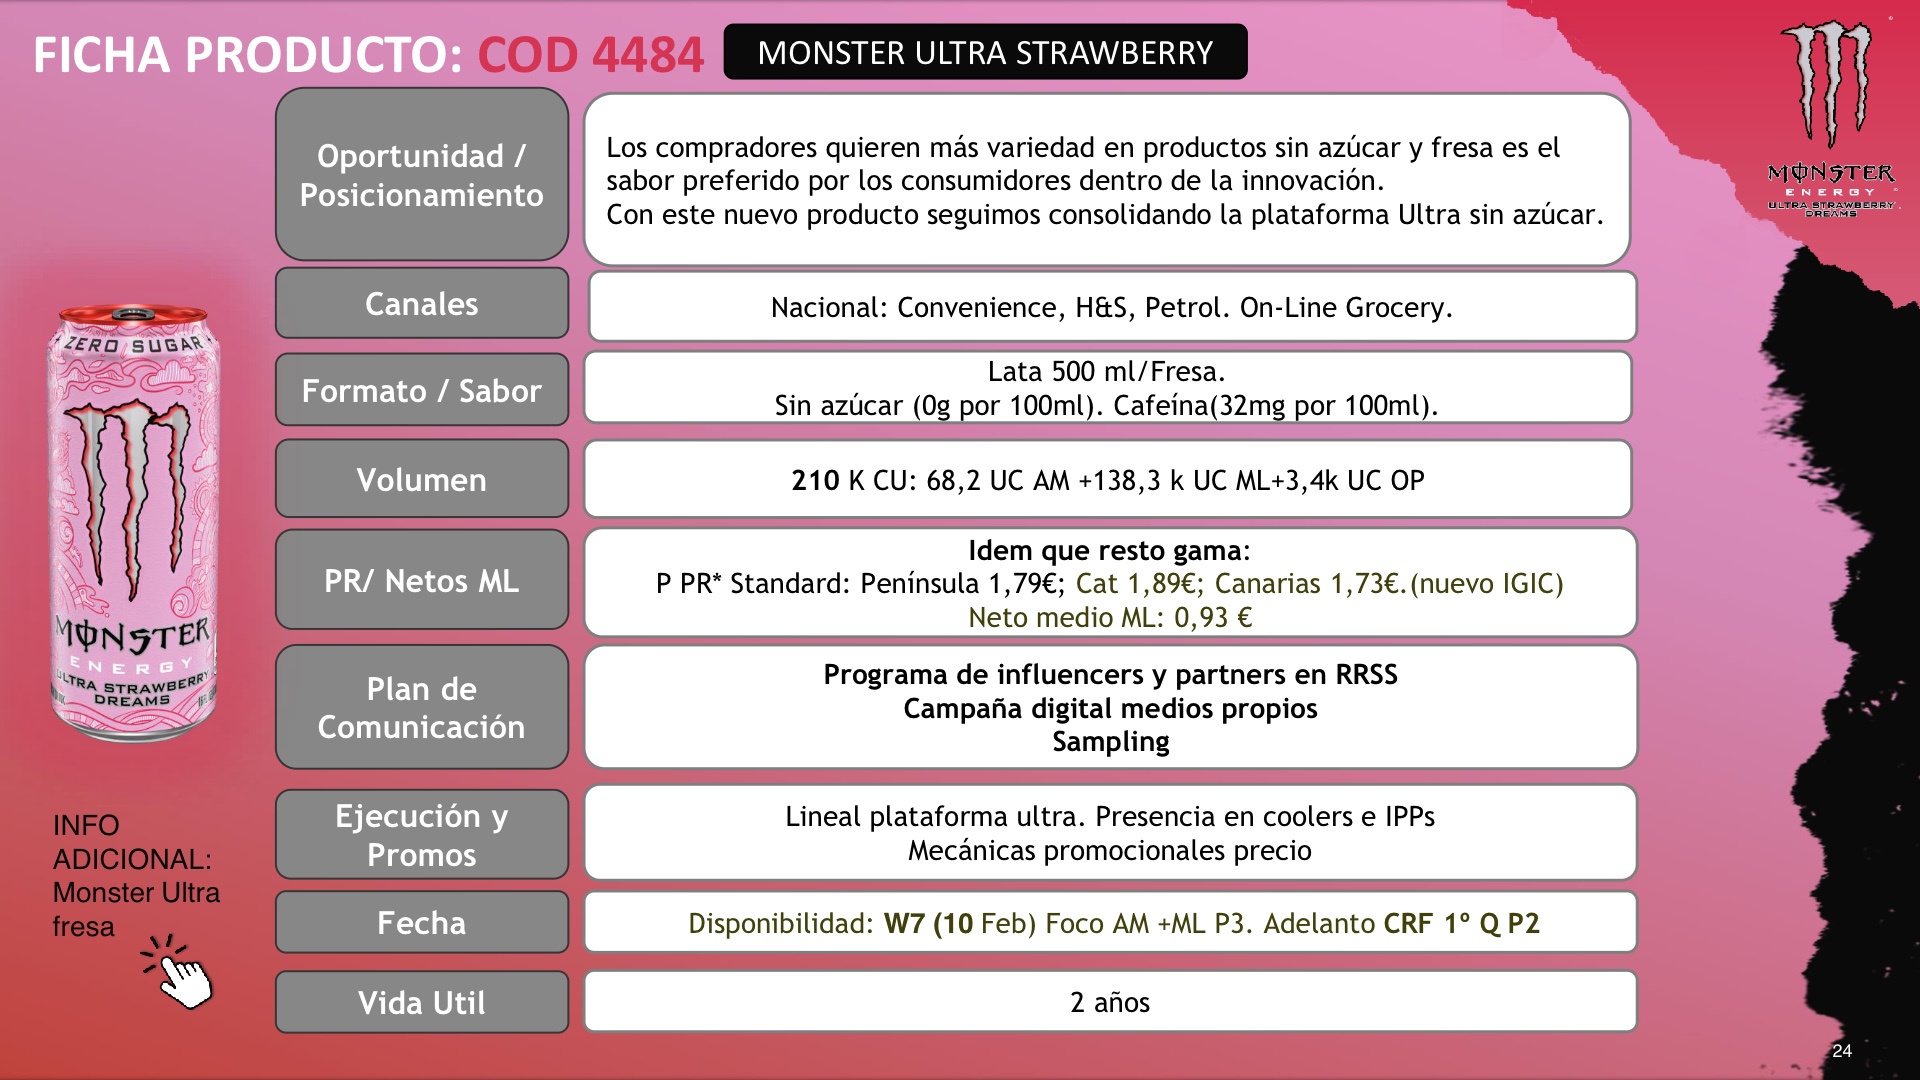 FICHA PRODUCTO: COD 4484
MONSTER ULTRA STRAWBERRY
MONSTER
ENERGY
ULTRA STRAWBERRY
DREAMS
Oportunidad /
Posicionamiento
Los compradores quieren más variedad en productos sin azúcar y fresa es el
sabor preferido por los consumidores dentro de la innovación.
Con este nuevo producto seguimos consolidando la plataforma Ultra sin azúcar.
Canales
Nacional: Convenience, H&S, Petrol. On-Line Grocery.
Formato / Sabor
Lata 500 ml/Fresa.
Sin azúcar (0g por 100ml). Cafeína(32mg por 100ml).
Volumen
210 K CU: 68,2 UC AM +138,3 k UC ML+3,4k UC OP
PR/ Netos ML
Idem que resto gama:
P PR* Standard: Península 1,79€; Cat 1,89€; Canarias 1,73€.(nuevo IGIC)
Neto medio ML: 0,93 €
Plan de
Comunicación
Programa de influencers y partners en RRSS
Campaña digital medios propios
Sampling
Ejecución y
Promos
Lineal plataforma ultra. Presencia en coolers e IPPs
Mecánicas promocionales precio
Fecha
Disponibilidad: W7 (10 Feb) Foco AM +ML P3. Adelanto CRF 1º Q P2
Vida Util
2 años
ZERO SUGAR
MONSTER
ENERGY
ULTRA STRAWBERRY
DREAMS
INFO
ADICIONAL:
Monster Ultra
fresa
24